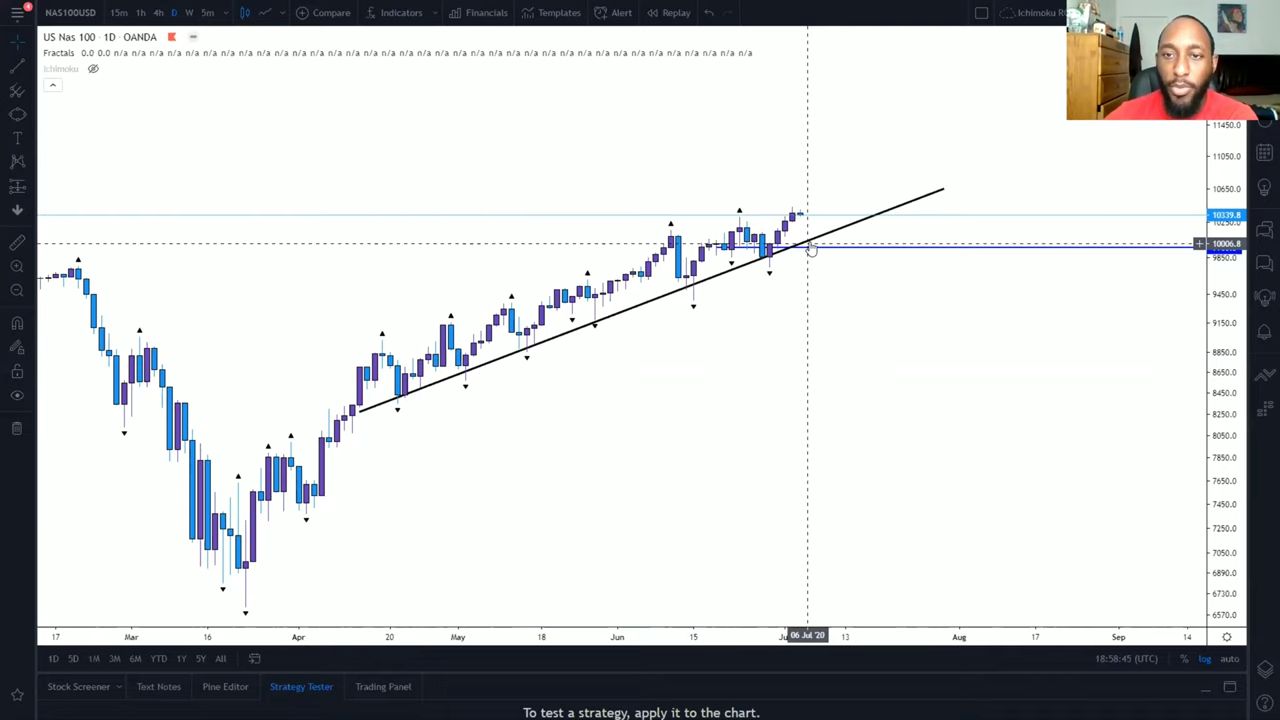 NAS100USD 15m 1h 4h D W 5m Compare Indicators Financials Templates Alert Replay
US Nas 100 · 1D · OANDA
Fractals 0.0 0.0 n/a n/a n/a n/a n/a n/a n/a n/a n/a n/a n/a n/a n/a n/a n/a n/a n/a n/a n/a n/a n/a n/a n/a n/a n/a n/a n/a n/a n/a n/a n/a n/a n/a
Ichimoku
11450.0
11050.0
10650.0
10339.8
10006.8
9850.0
9450.0
9150.0
8850.0
8650.0
8450.0
8250.0
8050.0
7850.0
7650.0
7450.0
7250.0
7050.0
6890.0
6730.0
6570.0
17 Mar 16 Apr 20 May 18 Jun 15 06 Jul '20 13 Aug 17 Sep 14
1D 5D 1M 3M 6M YTD 1Y 5Y All 18:58:45 (UTC) % log auto
Stock Screener Text Notes Pine Editor Strategy Tester Trading Panel
To test a strategy, apply it to the chart.